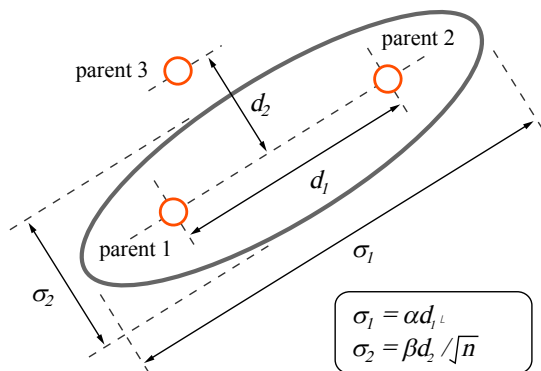 parent 2
parent 3
d₂
d₁
parent 1
σ₁
σ₂
σ₁ = αd₁
σ₂ = βd₂ /√n